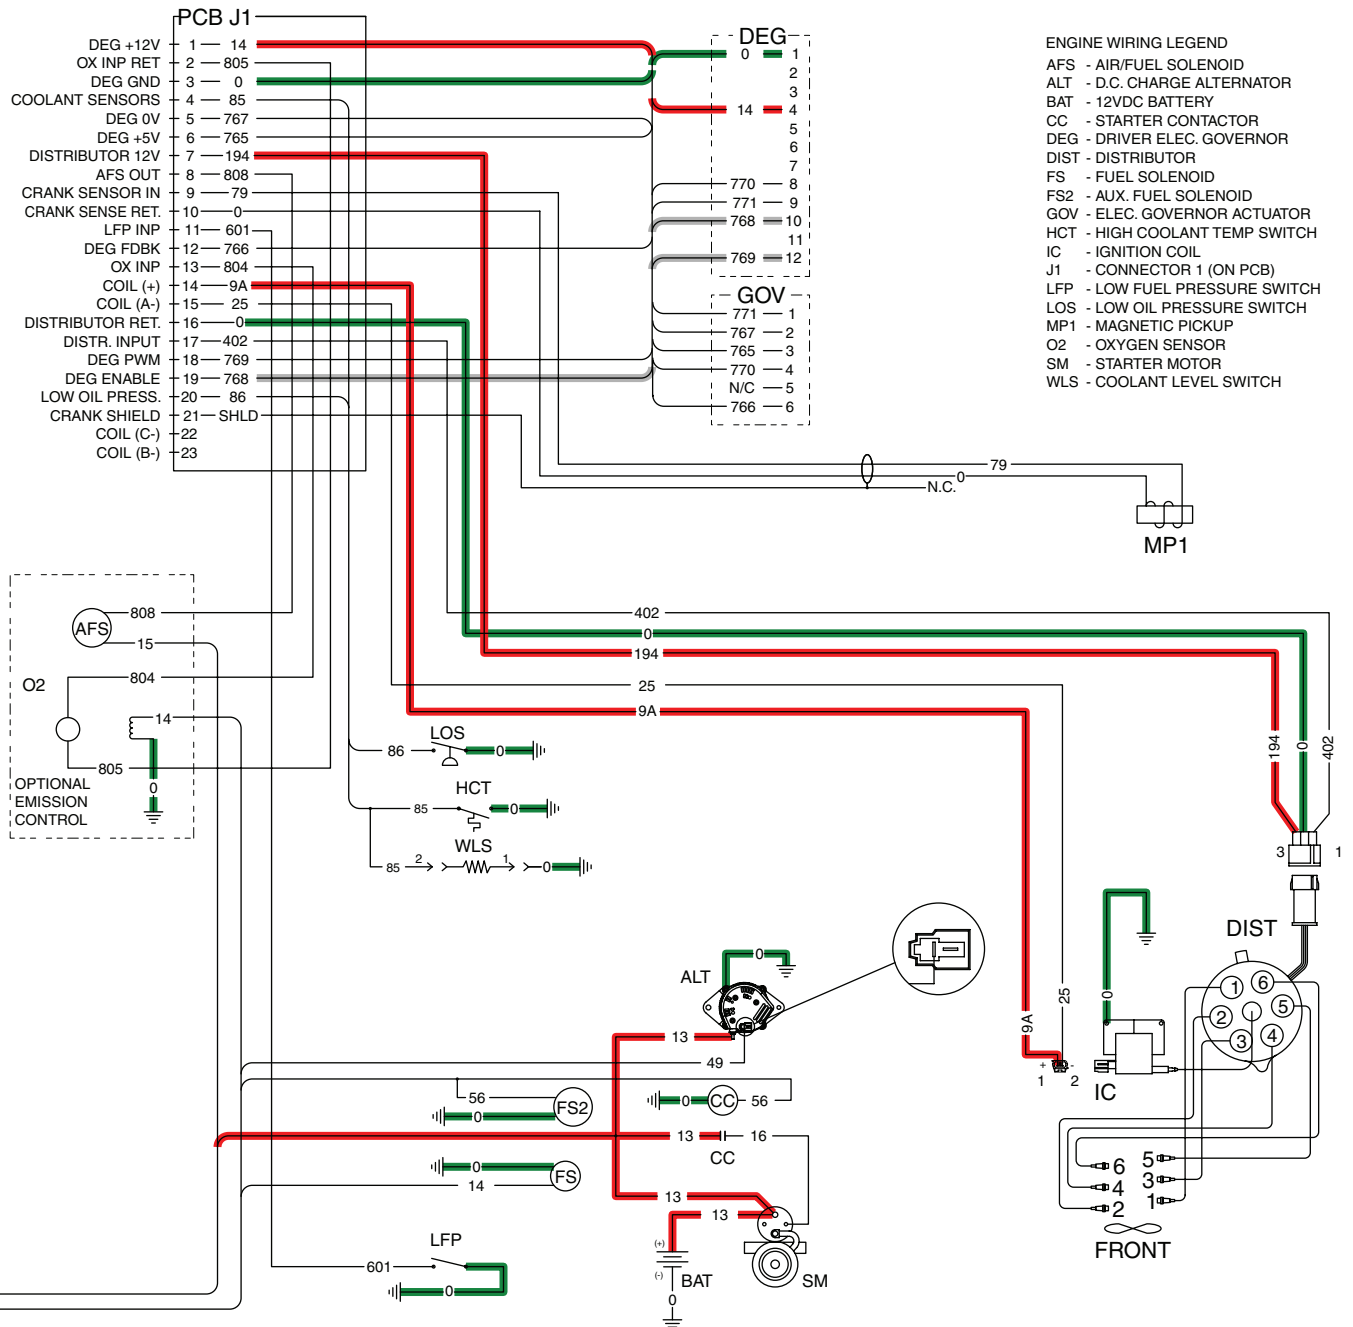 PCB J1
DEG +12V 1 14
OX INP RET 2 805
DEG GND 3 0
COOLANT SENSORS 4 85
DEG 0V 5 767
DEG +5V 6 765
DISTRIBUTOR 12V 7 194
AFS OUT 8 808
CRANK SENSOR IN 9 79
CRANK SENSE RET. 10 0
LFP INP 11 601
DEG FDBK 12 766
OX INP 13 804
COIL (+) 14 9A
COIL (A-) 15 25
DISTRIBUTOR RET. 16 0
DISTR. INPUT 17 402
DEG PWM 18 769
DEG ENABLE 19 768
LOW OIL PRESS. 20 86
CRANK SHIELD 21 SHLD
COIL (C-) 22
COIL (B-) 23
DEG
0 1
2
3
14 4
5
6
7
770 8
771 9
768 10
11
769 12
GOV
771 1
767 2
765 3
770 4
N/C 5
766 6
ENGINE WIRING LEGEND
AFS - AIR/FUEL SOLENOID
ALT - D.C. CHARGE ALTERNATOR
BAT - 12VDC BATTERY
CC - STARTER CONTACTOR
DEG - DRIVER ELEC. GOVERNOR
DIST - DISTRIBUTOR
FS - FUEL SOLENOID
FS2 - AUX. FUEL SOLENOID
GOV - ELEC. GOVERNOR ACTUATOR
HCT - HIGH COOLANT TEMP SWITCH
IC - IGNITION COIL
J1 - CONNECTOR 1 (ON PCB)
LFP - LOW FUEL PRESSURE SWITCH
LOS - LOW OIL PRESSURE SWITCH
MP1 - MAGNETIC PICKUP
O2 - OXYGEN SENSOR
SM - STARTER MOTOR
WLS - COOLANT LEVEL SWITCH
79
0
N.C.
MP1
AFS
808
15
O2
804
14
805
0
OPTIONAL
EMISSION
CONTROL
402
0
194
25
9A
LOS
86 0
HCT
85 0
WLS
85 2 1 0
194
0
402
3 1
DIST
1 6
2 5
3 4
ALT
0
13
49
9A
25
+ -
1 2
0
IC
56
FS2
0
0 CC 56
13 16
CC
0
FS
14
13
13
(+)
(-)
BAT
0
SM
LFP
601
0
6 5
4 3
2 1
FRONT